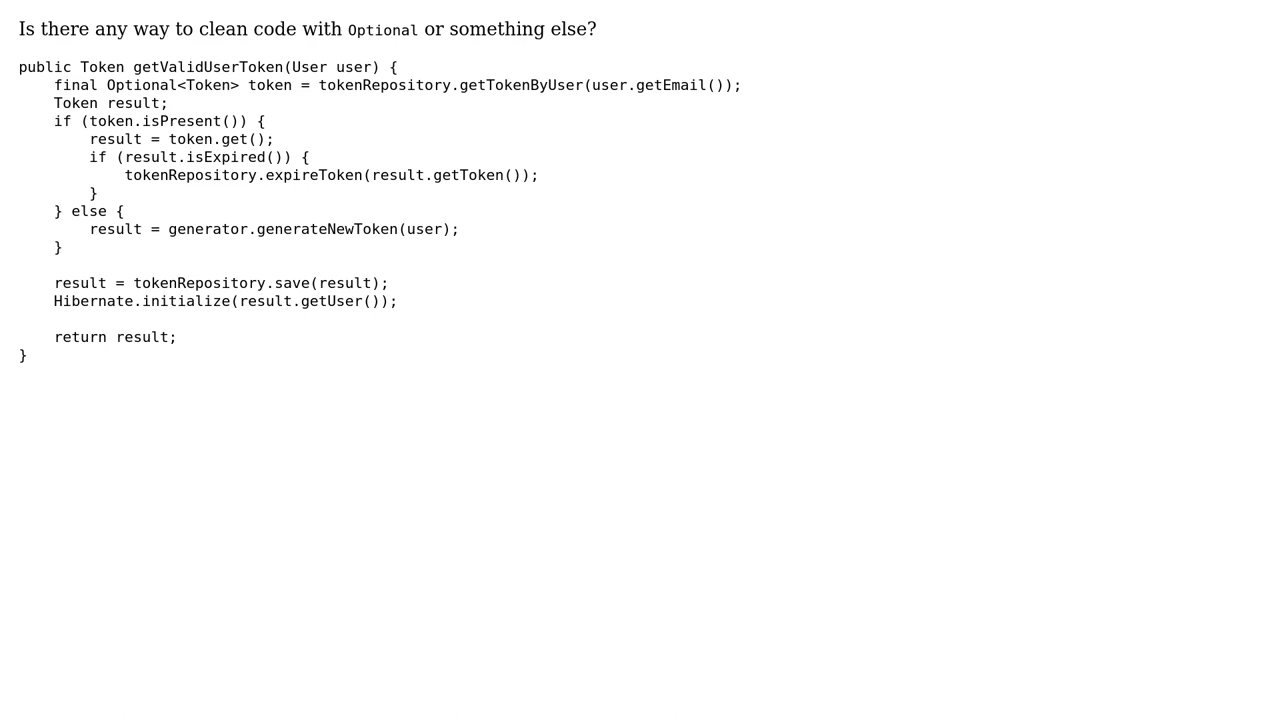 Is there any way to clean code with Optional or something else?
public Token getValidUserToken(User user) {
    final Optional<Token> token = tokenRepository.getTokenByUser(user.getEmail());
    Token result;
    if (token.isPresent()) {
        result = token.get();
        if (result.isExpired()) {
            tokenRepository.expireToken(result.getToken());
        }
    } else {
        result = generator.generateNewToken(user);
    }

    result = tokenRepository.save(result);
    Hibernate.initialize(result.getUser());

    return result;
}